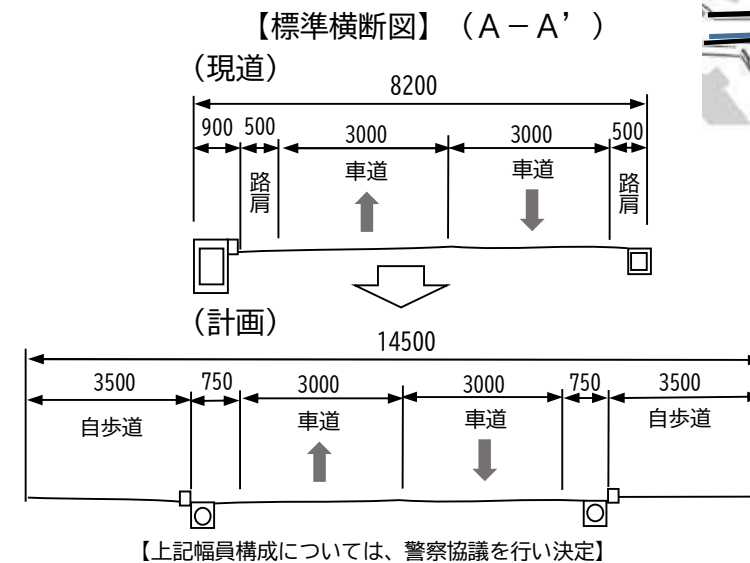 【標準横断図】（A－A’）
（現道）
8200
900 500 3000 3000 500
路肩 車道 車道 路肩
（計画）
14500
3500 750 3000 3000 750 3500
自歩道 車道 車道 自歩道
【上記幅員構成については、警察協議を行い決定】